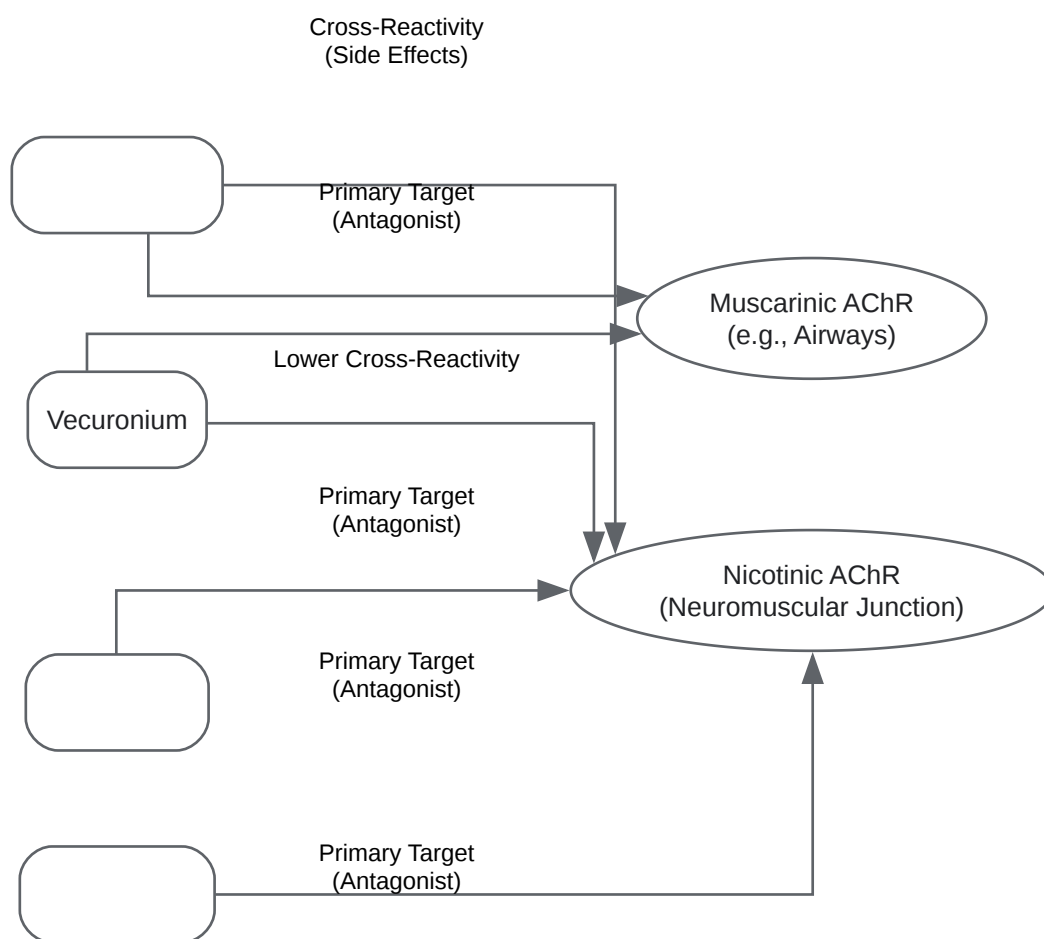 Cross-Reactivity
(Side Effects)
Primary Target
(Antagonist)
Muscarinic AChR
(e.g., Airways)
Lower Cross-Reactivity
Vecuronium
Primary Target
(Antagonist)
Nicotinic AChR
(Neuromuscular Junction)
Primary Target
(Antagonist)
Primary Target
(Antagonist)